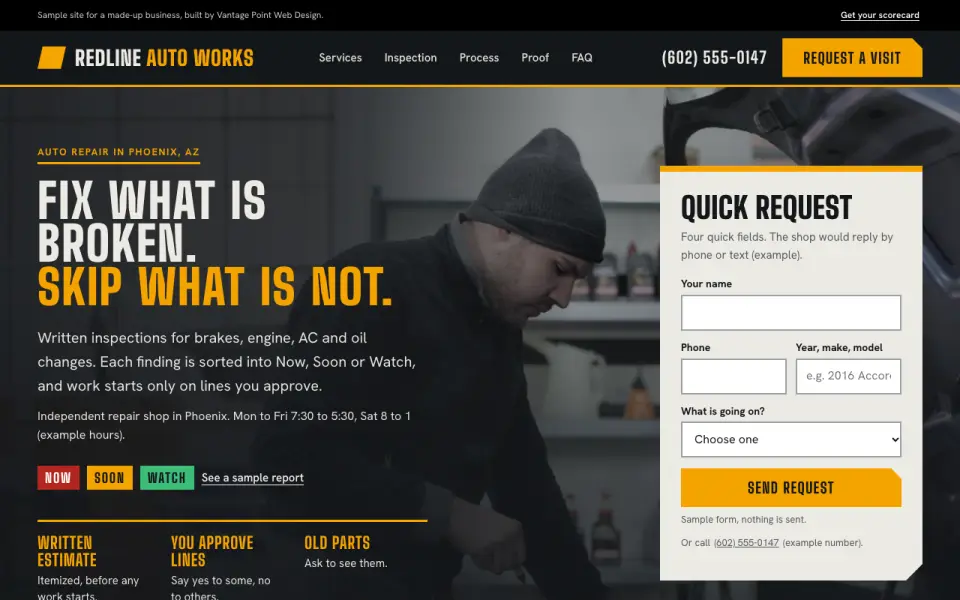 Sample site for a made-up business, built by Vantage Point Web Design.
Get your scorecard
REDLINE AUTO WORKS
Services
Inspection
Process
Proof
FAQ
(602) 555-0147
REQUEST A VISIT
AUTO REPAIR IN PHOENIX, AZ
FIX WHAT IS
BROKEN.
SKIP WHAT IS NOT.
Written inspections for brakes, engine, AC and oil
changes. Each finding is sorted into Now, Soon or Watch,
and work starts only on lines you approve.
Independent repair shop in Phoenix. Mon to Fri 7:30 to 5:30, Sat 8 to 1
(example hours).
NOW
SOON
WATCH
See a sample report
WRITTEN
ESTIMATE
Itemized, before any
work starts.
YOU APPROVE
LINES
Say yes to some, no
to others.
OLD PARTS
Ask to see them.
QUICK REQUEST
Four quick fields. The shop would reply by
phone or text (example).
Your name
Phone
Year, make, model
e.g. 2016 Accor
What is going on?
Choose one
SEND REQUEST
Sample form, nothing is sent.
Or call (602) 555-0147 (example number).